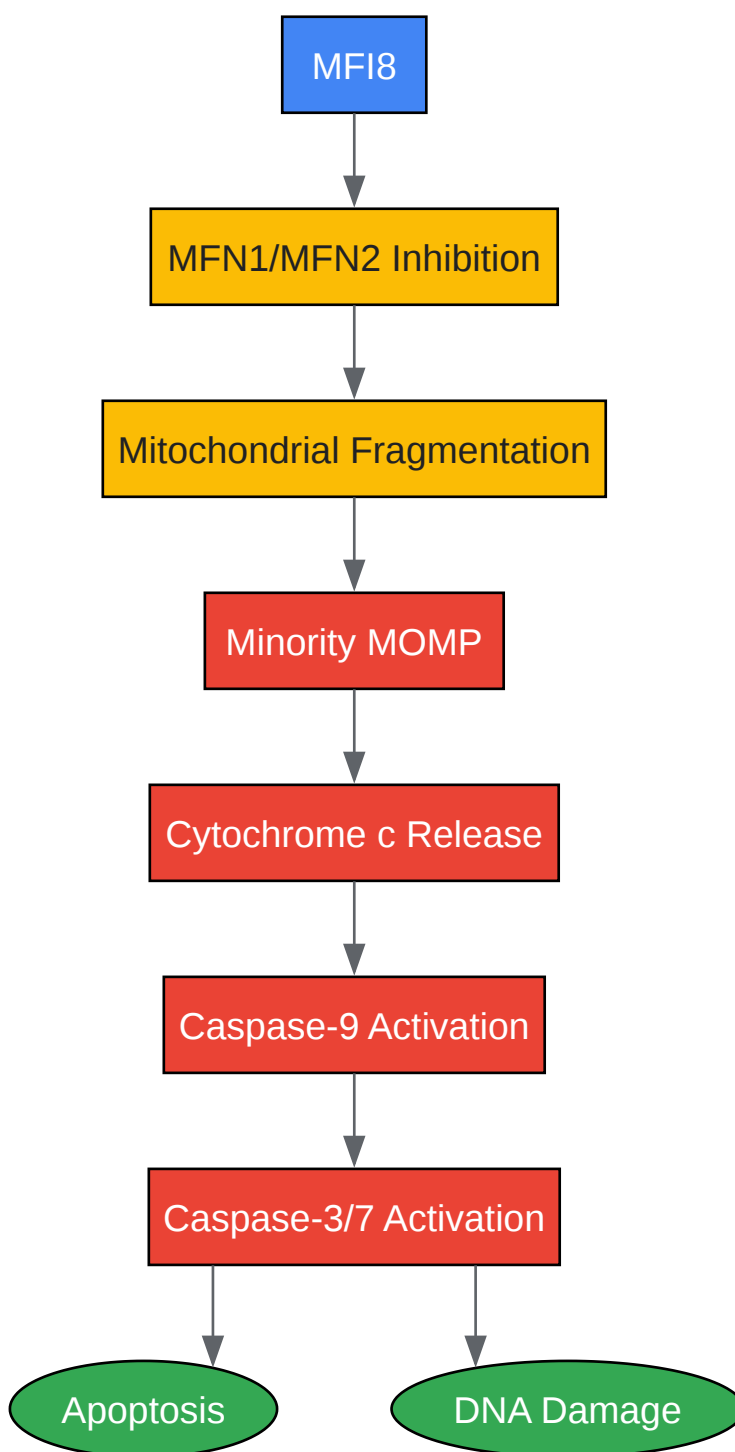 MFI8
MFN1/MFN2 Inhibition
Mitochondrial Fragmentation
Minority MOMP
Cytochrome c Release
Caspase-9 Activation
Caspase-3/7 Activation
Apoptosis
DNA Damage